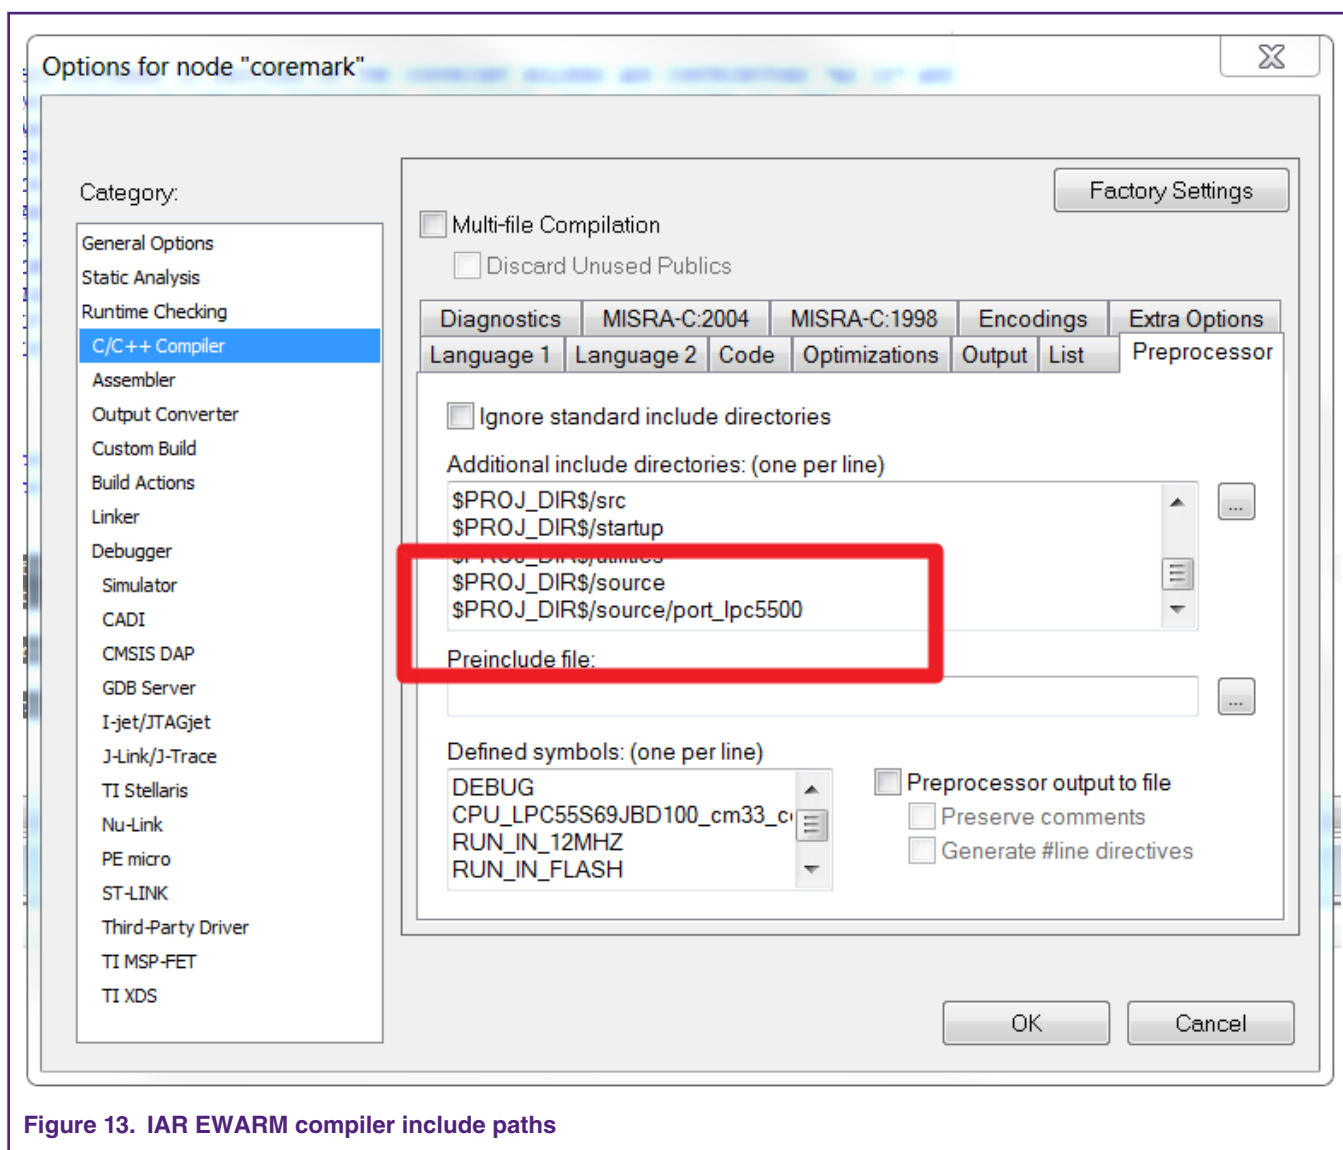 Options for node "coremark"
Category:
General Options
Static Analysis
Runtime Checking
C/C++ Compiler
Assembler
Output Converter
Custom Build
Build Actions
Linker
Debugger
Simulator
CADI
CMSIS DAP
GDB Server
I-jet/JTAGjet
J-Link/J-Trace
TI Stellaris
Nu-Link
PE micro
ST-LINK
Third-Party Driver
TI MSP-FET
TI XDS
Factory Settings
Multi-file Compilation
Discard Unused Publics
Diagnostics MISRA-C:2004 MISRA-C:1998 Encodings Extra Options
Language 1 Language 2 Code Optimizations Output List Preprocessor
Ignore standard include directories
Additional include directories: (one per line)
$PROJ_DIR$/src
$PROJ_DIR$/startup
$PROJ_DIR$/utilities
$PROJ_DIR$/source
$PROJ_DIR$/source/port_lpc5500
...
Preinclude file:
...
Defined symbols: (one per line)
DEBUG
CPU_LPC55S69JBD100_cm33_c
RUN_IN_12MHZ
RUN_IN_FLASH
Preprocessor output to file
Preserve comments
Generate #line directives
OK Cancel
Figure 13. IAR EWARM compiler include paths